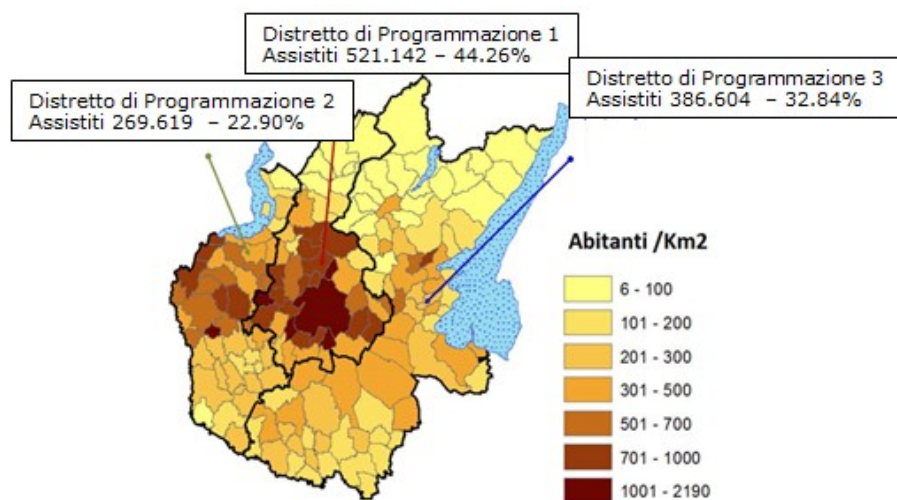 Distretto di Programmazione 1
Assistiti 521.142 – 44.26%
Distretto di Programmazione 3
Assistiti 386.604 – 32.84%
Distretto di Programmazione 2
Assistiti 269.619 – 22.90%
Abitanti /Km2
6 - 100
101 - 200
201 - 300
301 - 500
501 - 700
701 - 1000
1001 - 2190